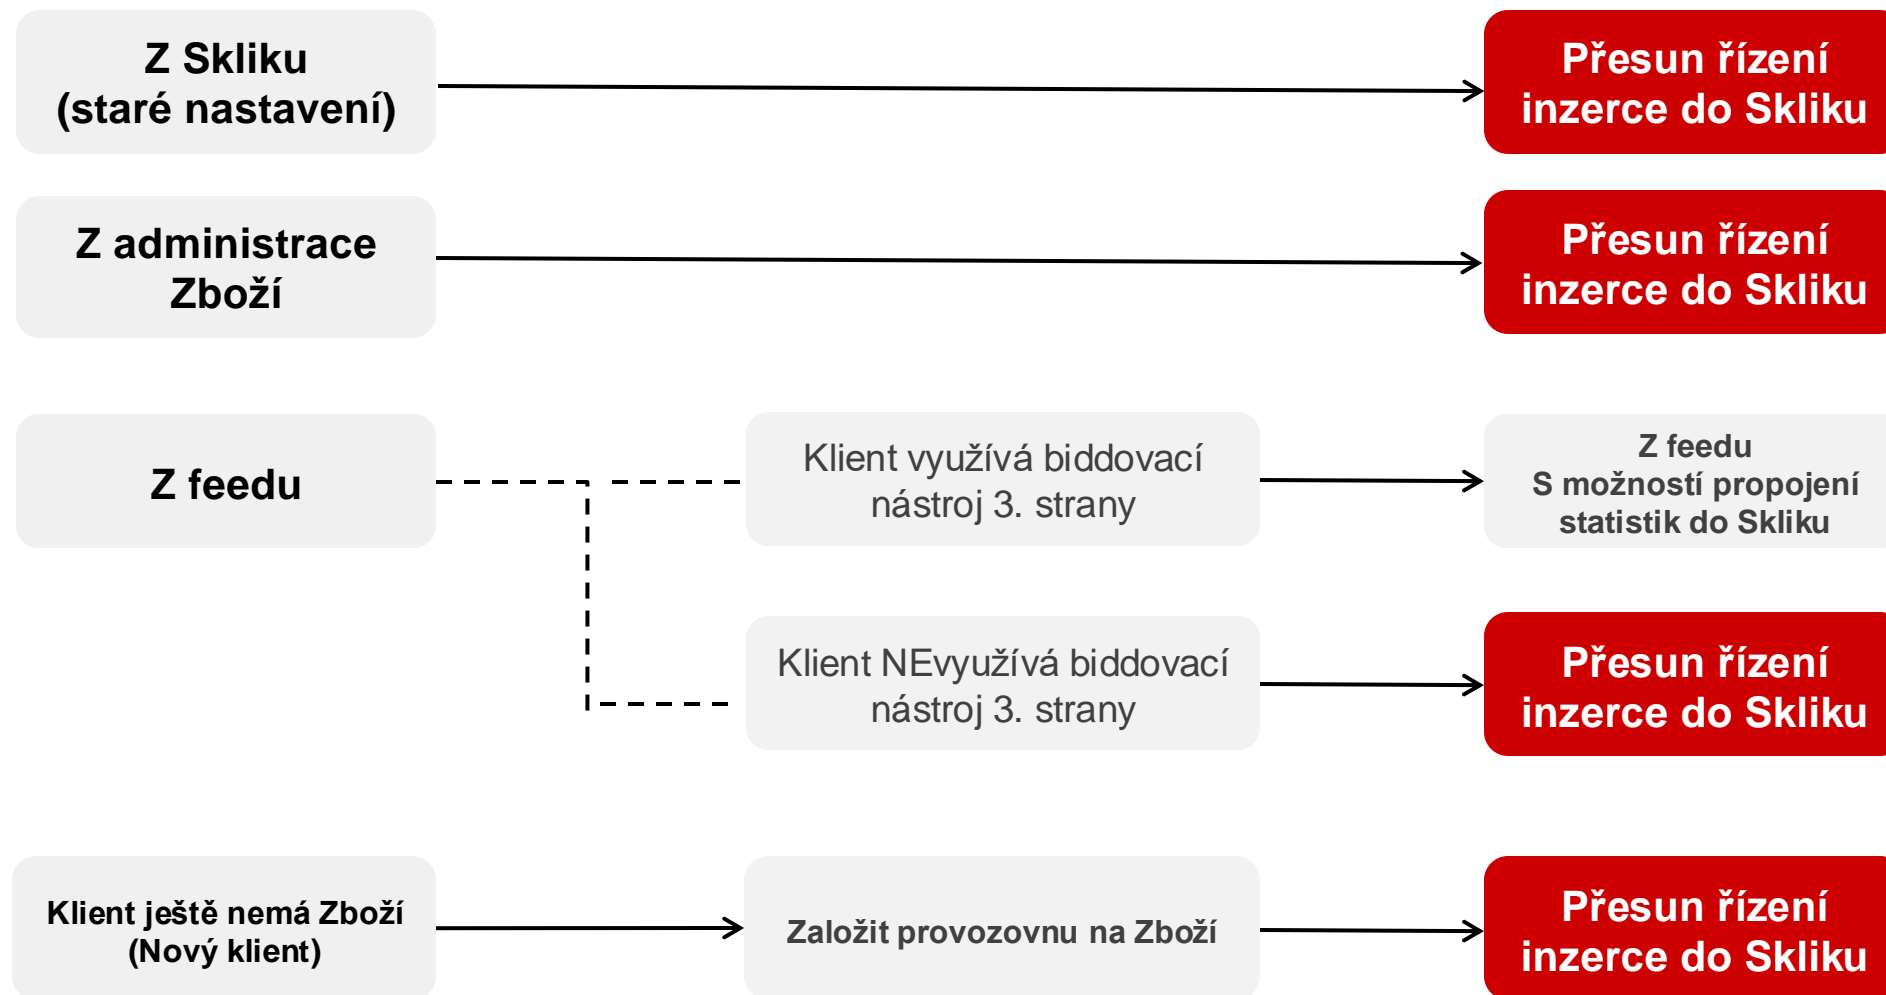 Z Skliku
(staré nastavení)
Přesun řízení
inzerce do Skliku
Z administrace
Zboží
Přesun řízení
inzerce do Skliku
Z feedu
Klient využívá biddovací
nástroj 3. strany
Z feedu
S možností propojení
statistik do Skliku
Klient NEvyužívá biddovací
nástroj 3. strany
Přesun řízení
inzerce do Skliku
Klient ještě nemá Zboží
(Nový klient)
Založit provozovnu na Zboží
Přesun řízení
inzerce do Skliku